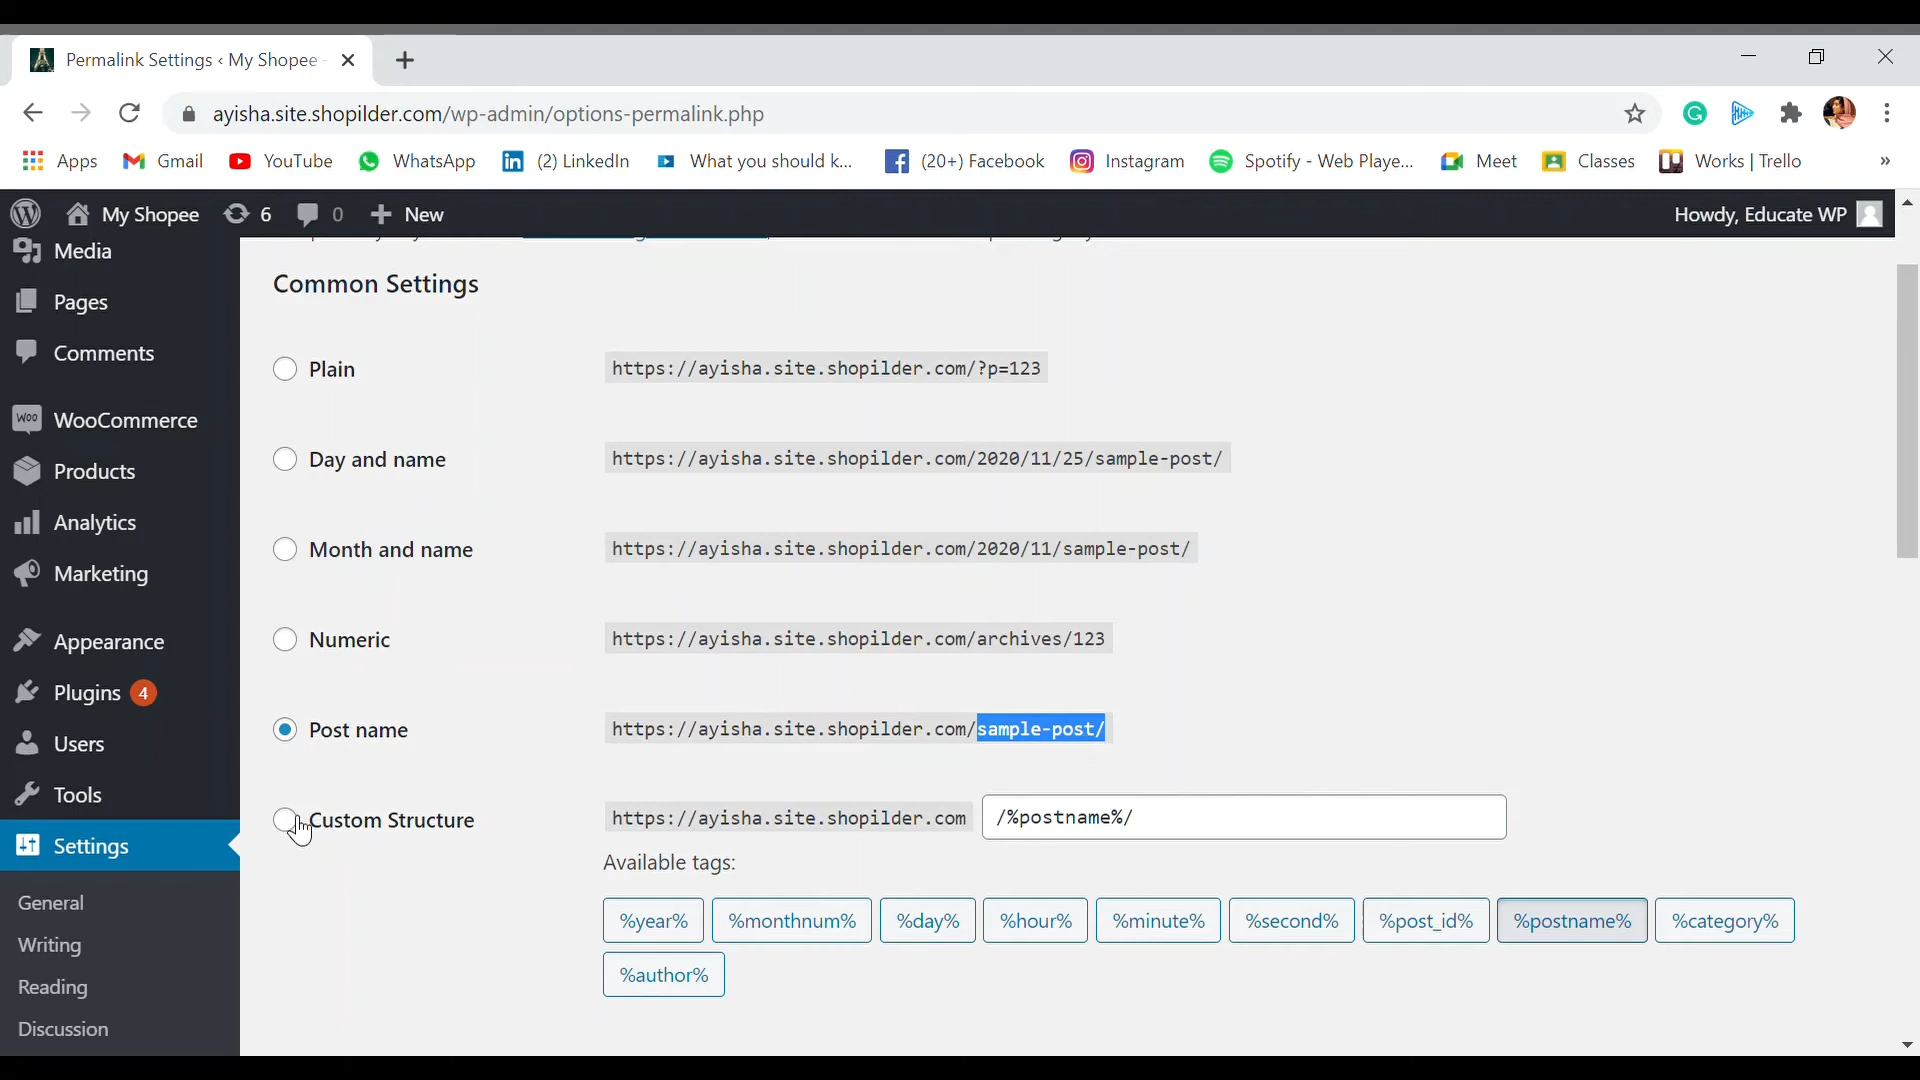 Permalink Settings ‹ My Shopee -
ayisha.site.shopilder.com/wp-admin/options-permalink.php
Apps Gmail YouTube WhatsApp (2) LinkedIn What you should k... (20+) Facebook Instagram Spotify - Web Playe... Meet Classes Works | Trello »
My Shopee 6 0 New Howdy, Educate WP
Media
Pages
Comments
Woo WooCommerce
Products
Analytics
Marketing
Appearance
Plugins 4
Users
Tools
Settings
General
Writing
Reading
Discussion
Common Settings
Plain https://ayisha.site.shopilder.com/?p=123
Day and name https://ayisha.site.shopilder.com/2020/11/25/sample-post/
Month and name https://ayisha.site.shopilder.com/2020/11/sample-post/
Numeric https://ayisha.site.shopilder.com/archives/123
Post name https://ayisha.site.shopilder.com/sample-post/
Custom Structure https://ayisha.site.shopilder.com /%postname%/
Available tags:
%year% %monthnum% %day% %hour% %minute% %second% %post_id% %postname% %category%
%author%